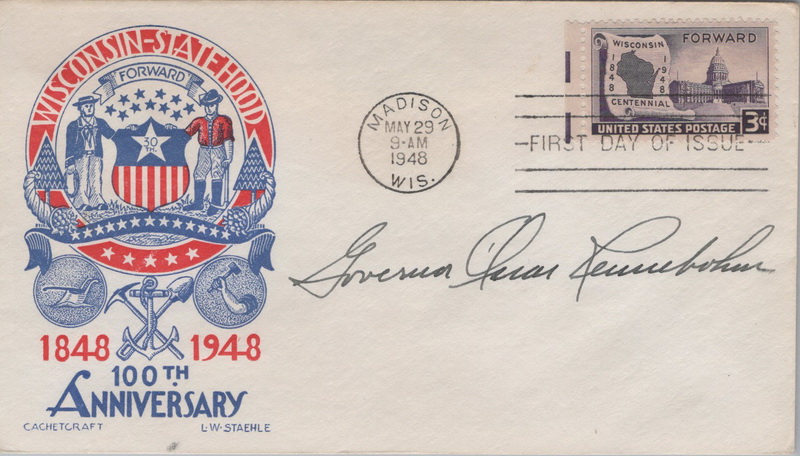 WISCONSIN-STATEHOOD
FORWARD
30
1848 1948
100TH
ANNIVERSARY
CACHETCRAFT L.W. STAEHLE
MADISON
MAY 29
9-AM
1948
WIS.
WISCONSIN
1848
1948
CENTENNIAL
FORWARD
UNITED STATES POSTAGE 3¢
FIRST DAY OF ISSUE
Governor Oscar Rennebohm